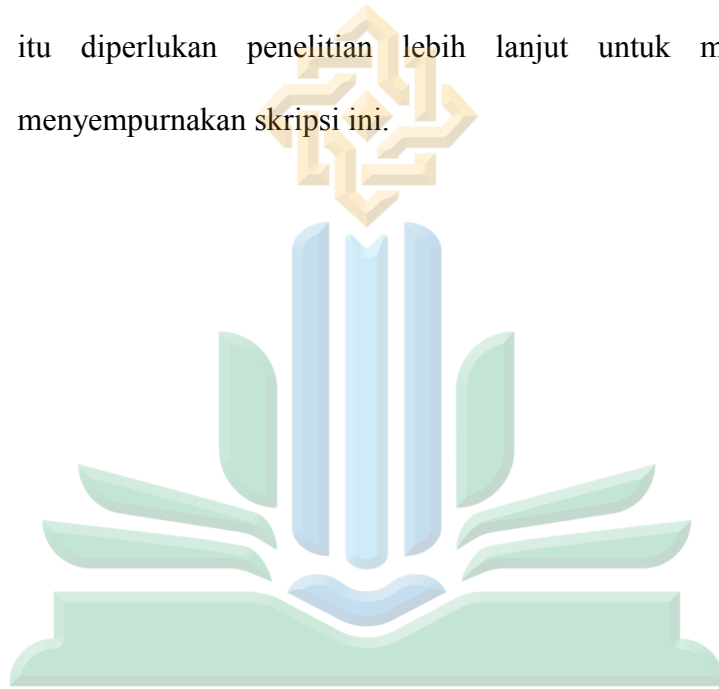 itu diperlukan penelitian lebih lanjut untuk
menyempurnakan skripsi ini.